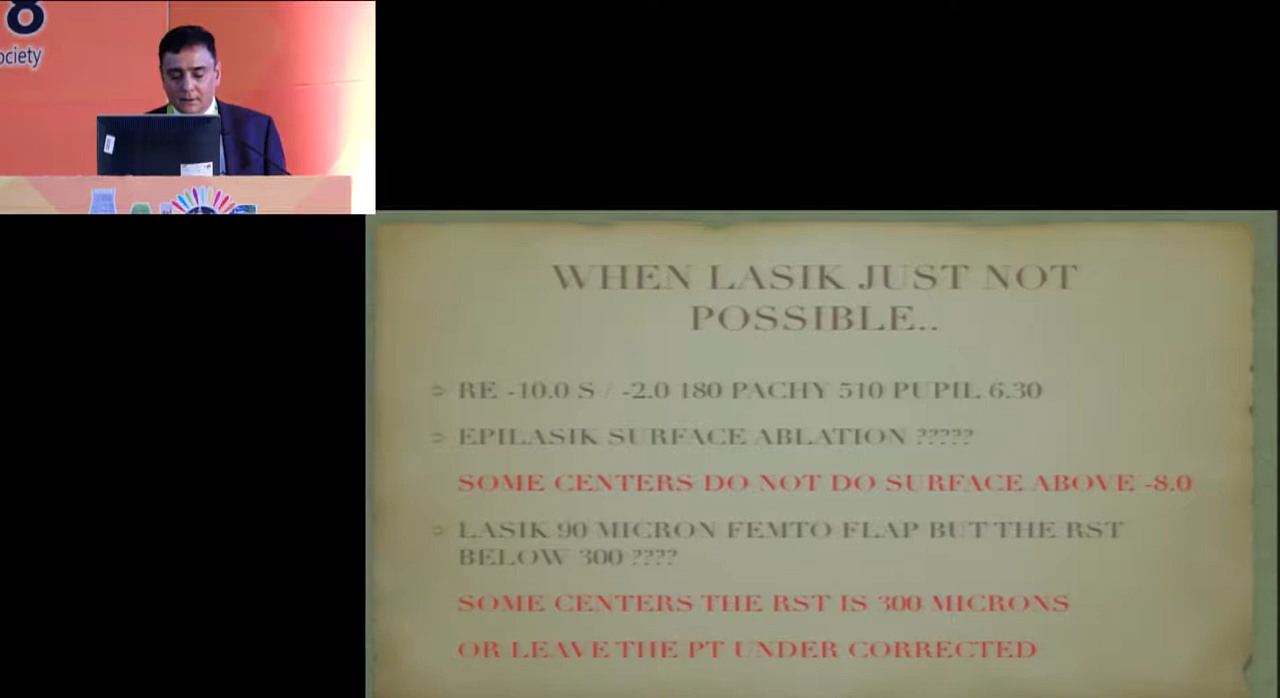 8
ociety
WHEN LASIK JUST NOT
POSSIBLE..
RE -10.0 S / -2.0 180 PACHY 510 PUPIL 6.30
EPILASIK SURFACE ABLATION ?????
SOME CENTERS DO NOT DO SURFACE ABOVE -8.0
LASIK 90 MICRON FEMTO FLAP BUT THE RST
BELOW 300 ????
SOME CENTERS THE RST IS 300 MICRONS
OR LEAVE THE PT UNDER CORRECTED